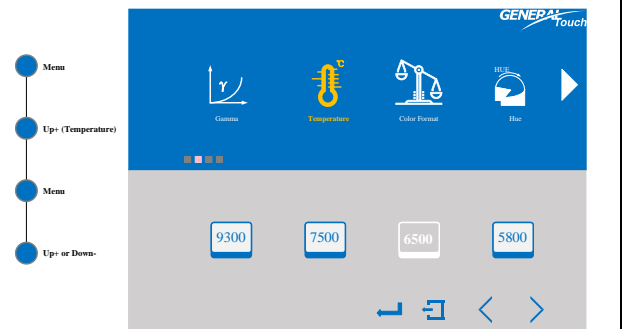 GENERAL
Touch
Menu
Up+ (Temperature)
Menu
Up+ or Down-
γ
°C
HUE
Gamma
Temperature
Color Format
Hue
9300
7500
6500
5800